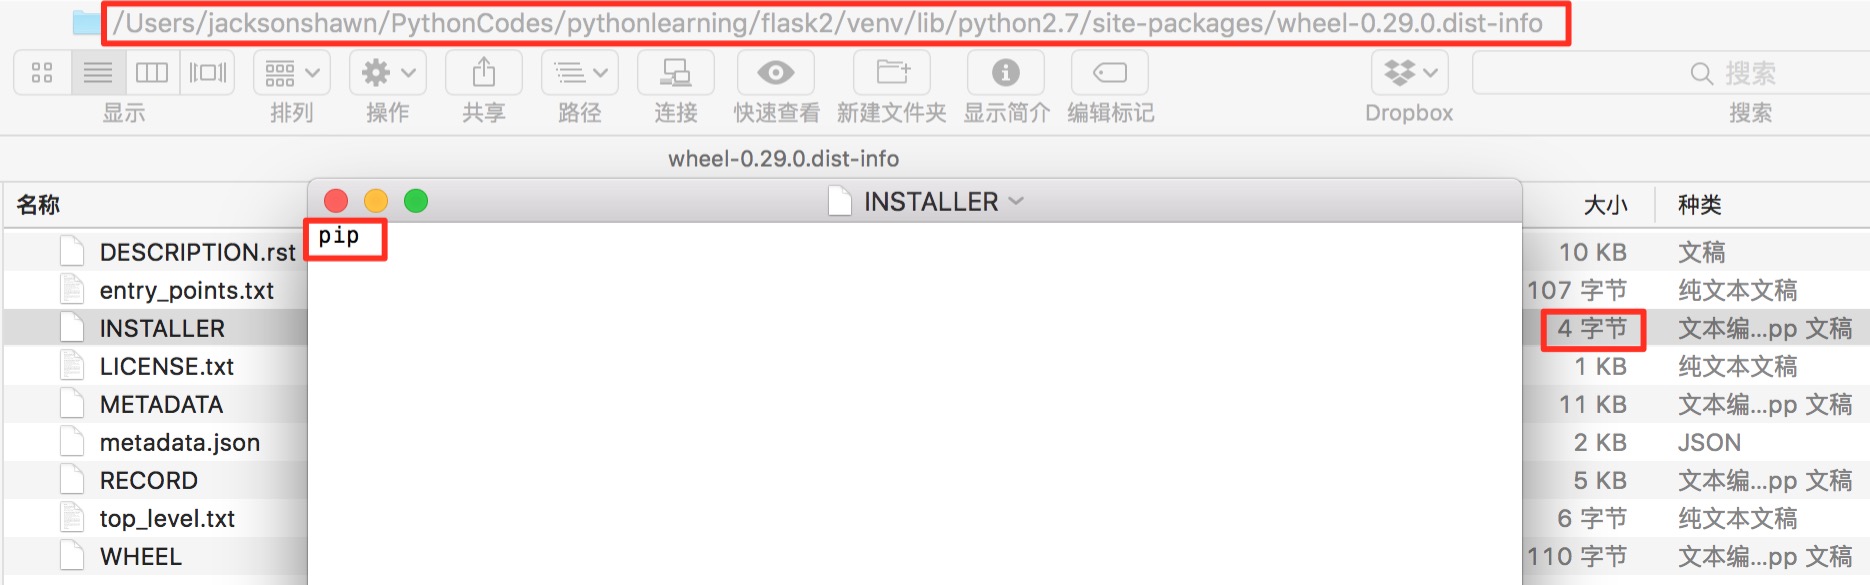 /Users/jacksonshawn/PythonCodes/pythonlearning/flask2/venv/lib/python2.7/site-packages/wheel-0.29.0.dist-info
搜索
显示 排列 操作 共享 路径 连接 快速查看 新建文件夹 显示简介 编辑标记 Dropbox 搜索
wheel-0.29.0.dist-info
名称 INSTALLER 大小 种类
pip
DESCRIPTION.rst 10 KB 文稿
entry_points.txt 107 字节 纯文本文稿
INSTALLER 4 字节 文本编...pp 文稿
LICENSE.txt 1 KB 纯文本文稿
METADATA 11 KB 文本编...pp 文稿
metadata.json 2 KB JSON
RECORD 5 KB 文本编...pp 文稿
top_level.txt 6 字节 纯文本文稿
WHEEL 110 字节 文本编...pp 文稿